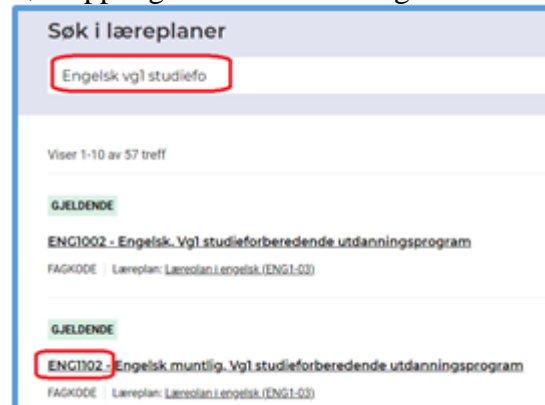 Søk i læreplaner
Engelsk vg1 studiefo
Viser 1-10 av 57 treff
GJELDENDE
ENG1002 - Engelsk. Vg1 studieforberedende utdanningsprogram
FAGKODE | Læreplan: Læreplan i engelsk (ENG1-03)
GJELDENDE
ENG1102 - Engelsk muntlig. Vg1 studieforberedende utdanningsprogram
FAGKODE | Læreplan: Læreplan i engelsk (ENG1-03)